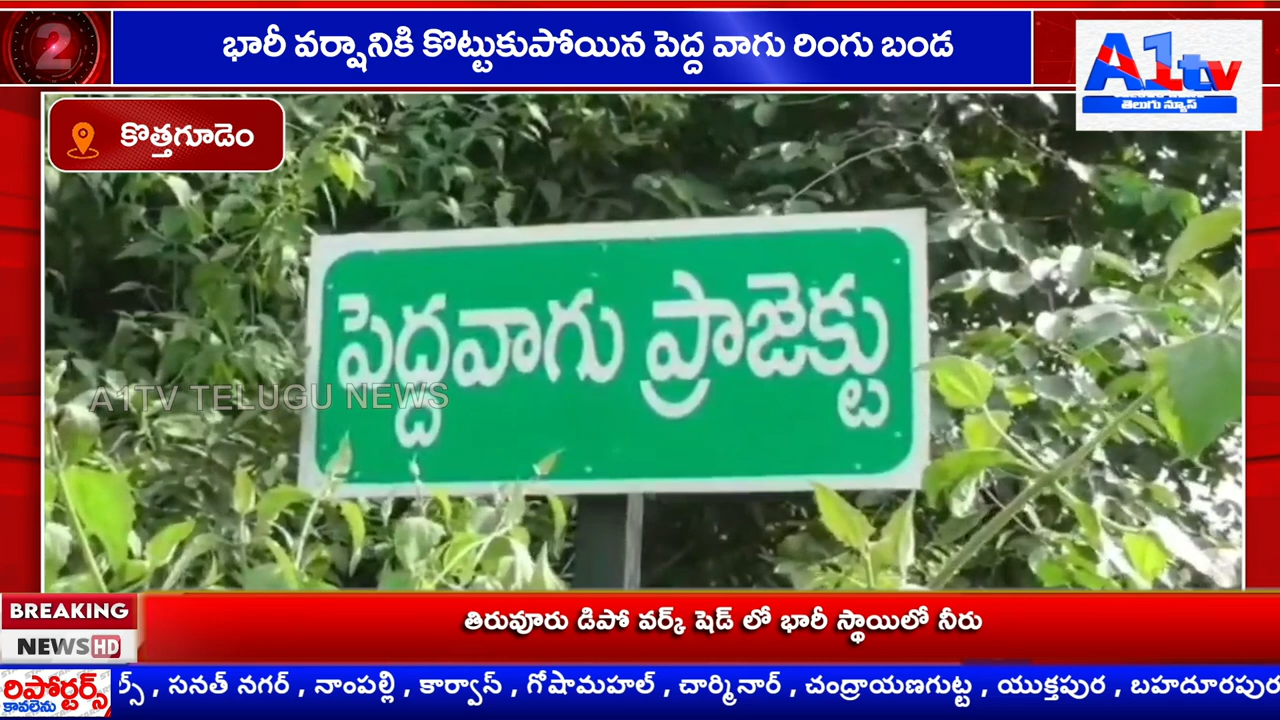 2
భారీ వర్షానికి కొట్టుకుపోయిన పెద్ద వాగు రింగు బండ
A1tv
తెలుగు న్యూస్
కొత్తగూడెం
పెద్దవాగు ప్రాజెక్టు
A1TV TELUGU NEWS
BREAKING
NEWS HD
తిరువూరు డిపో వర్క్ షెడ్ లో భారీ స్థాయిలో నీరు
రిపోర్టర్స్
కావలెను
ర్స్ , సనత్ నగర్ , నాంపల్లి , కార్వాన్ , గోషామహల్ , చార్మినార్ , చంద్రాయణగుట్ట , యుక్తపుర , బహదూరపుర